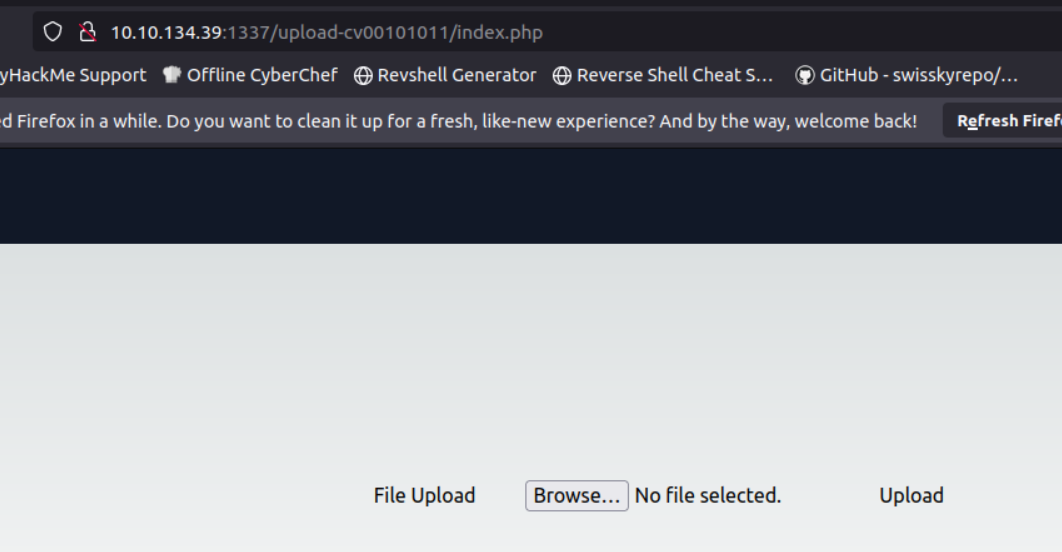 10.10.134.39:1337/upload-cv00101011/index.php
yHackMe Support Offline CyberChef Revshell Generator Reverse Shell Cheat S… GitHub - swisskyrepo/…
ed Firefox in a while. Do you want to clean it up for a fresh, like-new experience? And by the way, welcome back! Refresh Firef
File Upload Browse… No file selected. Upload